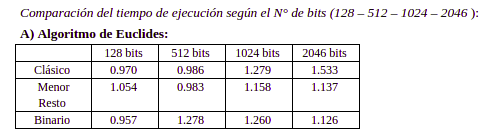 Comparación del tiempo de ejecución según el N° de bits (128 – 512 – 1024 – 2046 ):
A) Algoritmo de Euclides:
128 bits 512 bits 1024 bits 2046 bits
Clásico 0.970 0.986 1.279 1.533
Menor 1.054 0.983 1.158 1.137
Resto
Binario 0.957 1.278 1.260 1.126